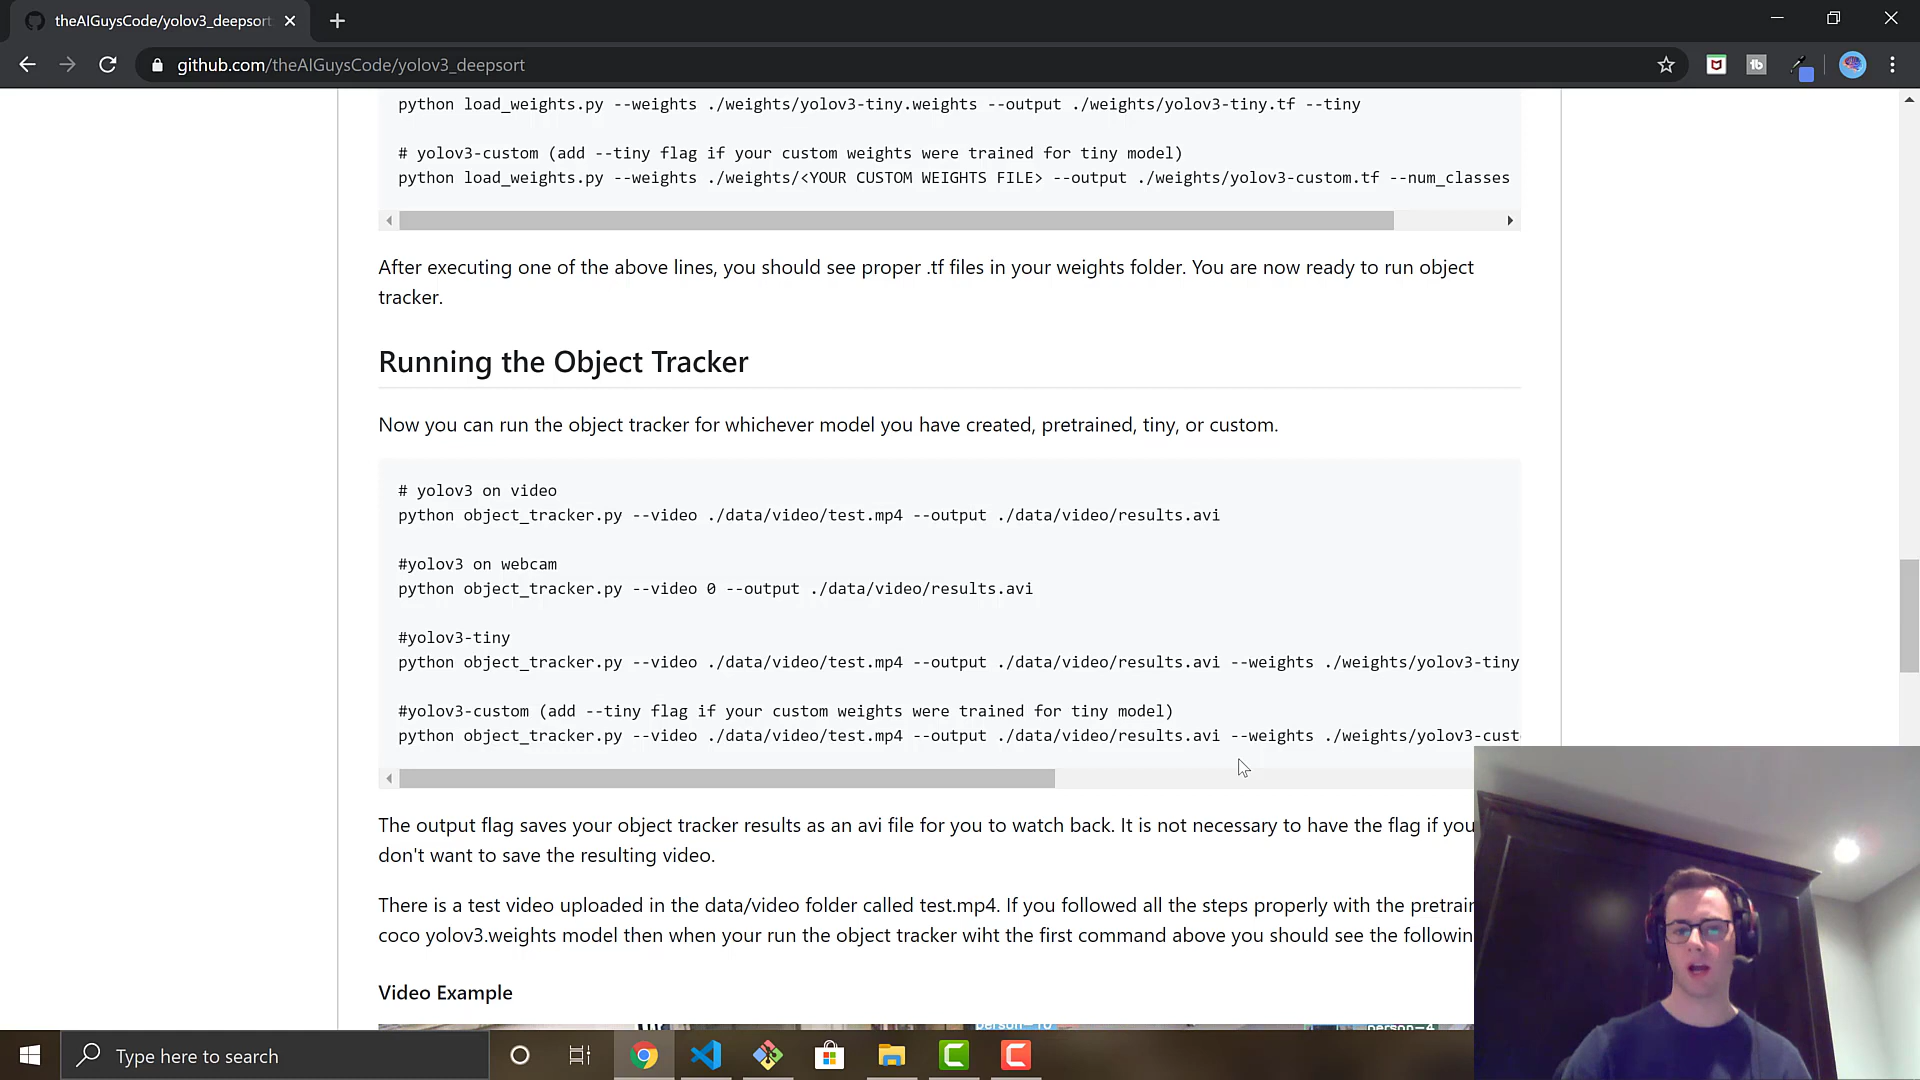 theAIGuysCode/yolov3_deepsort
github.com/theAIGuysCode/yolov3_deepsort
python load_weights.py --weights ./weights/yolov3-tiny.weights --output ./weights/yolov3-tiny.tf --tiny
# yolov3-custom (add --tiny flag if your custom weights were trained for tiny model)
python load_weights.py --weights ./weights/<YOUR CUSTOM WEIGHTS FILE> --output ./weights/yolov3-custom.tf --num_classes
After executing one of the above lines, you should see proper .tf files in your weights folder. You are now ready to run object
tracker.
Running the Object Tracker
Now you can run the object tracker for whichever model you have created, pretrained, tiny, or custom.
# yolov3 on video
python object_tracker.py --video ./data/video/test.mp4 --output ./data/video/results.avi
#yolov3 on webcam
python object_tracker.py --video 0 --output ./data/video/results.avi
#yolov3-tiny
python object_tracker.py --video ./data/video/test.mp4 --output ./data/video/results.avi --weights ./weights/yolov3-tiny
#yolov3-custom (add --tiny flag if your custom weights were trained for tiny model)
python object_tracker.py --video ./data/video/test.mp4 --output ./data/video/results.avi --weights ./weights/yolov3-cust
The output flag saves your object tracker results as an avi file for you to watch back. It is not necessary to have the flag if you
don't want to save the resulting video.
There is a test video uploaded in the data/video folder called test.mp4. If you followed all the steps properly with the pretrain
coco yolov3.weights model then when your run the object tracker wiht the first command above you should see the followin
Video Example
person-10
person-4
Type here to search